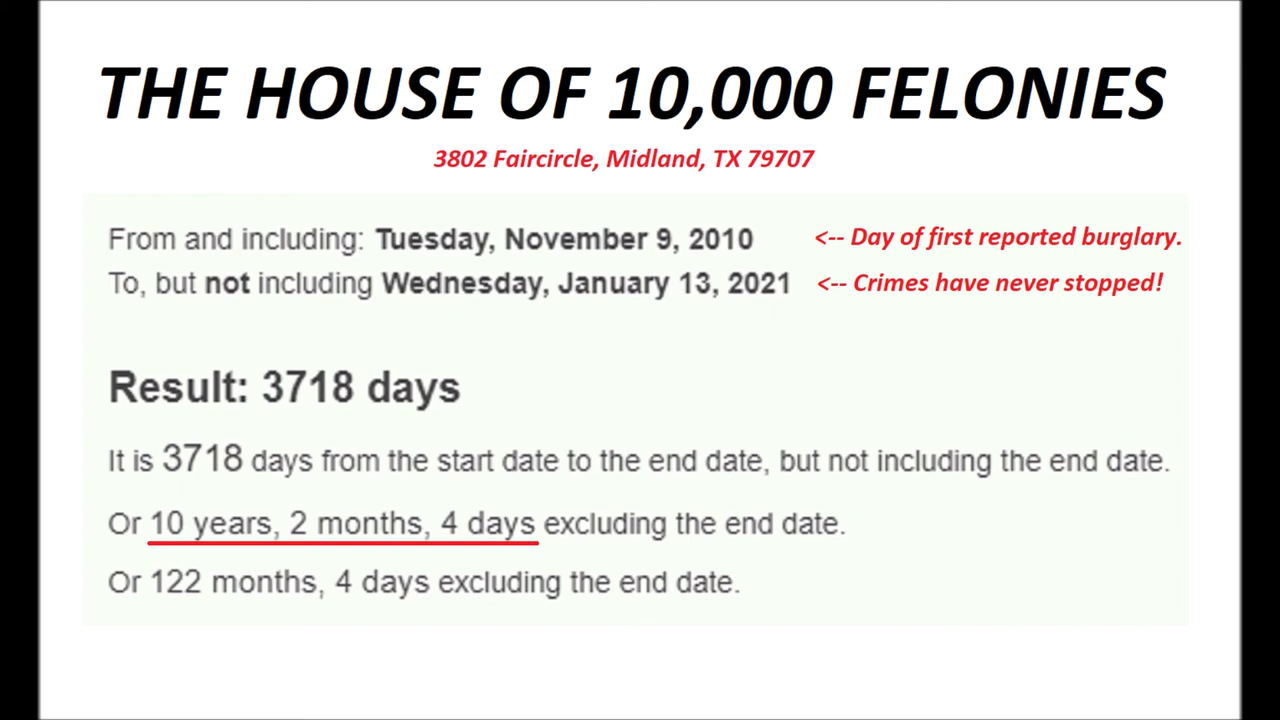 THE HOUSE OF 10,000 FELONIES
3802 Faircircle, Midland, TX 79707
From and including: Tuesday, November 9, 2010 <-- Day of first reported burglary.
To, but not including Wednesday, January 13, 2021 <-- Crimes have never stopped!
Result: 3718 days
It is 3718 days from the start date to the end date, but not including the end date.
Or 10 years, 2 months, 4 days excluding the end date.
Or 122 months, 4 days excluding the end date.